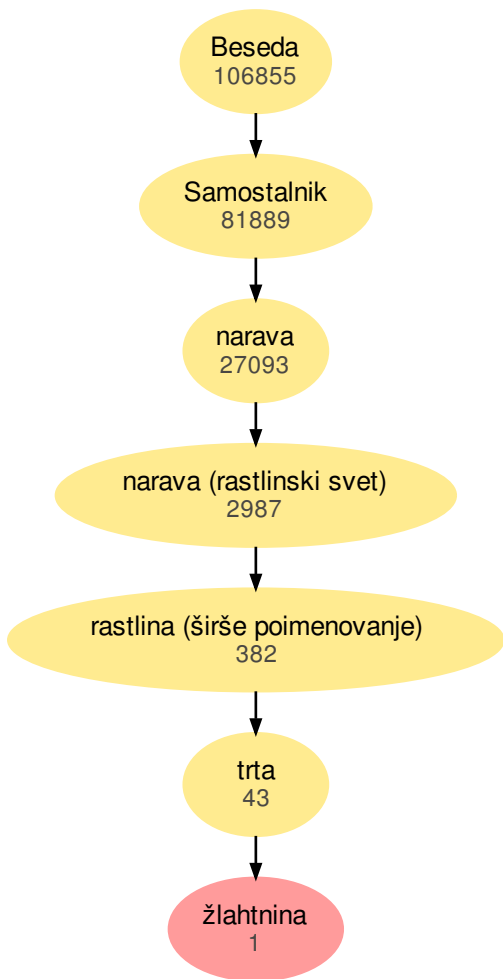 Beseda
106855
Samostalnik
81889
narava
27093
narava (rastlinski svet)
2987
rastlina (širše poimenovanje)
382
trta
43
žlahtnina
1